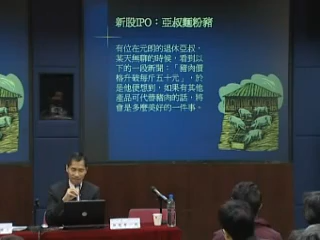 新股IPO：亞叔麵粉豬
有位在元朗的退休亞叔，
某天無聊的時候，看到以
下的一段新聞：「豬肉價
格升破每斤五十元」，於
是他便想到，如果有其他
產品可代替豬肉的話，將
會是多麼美好的一件事。